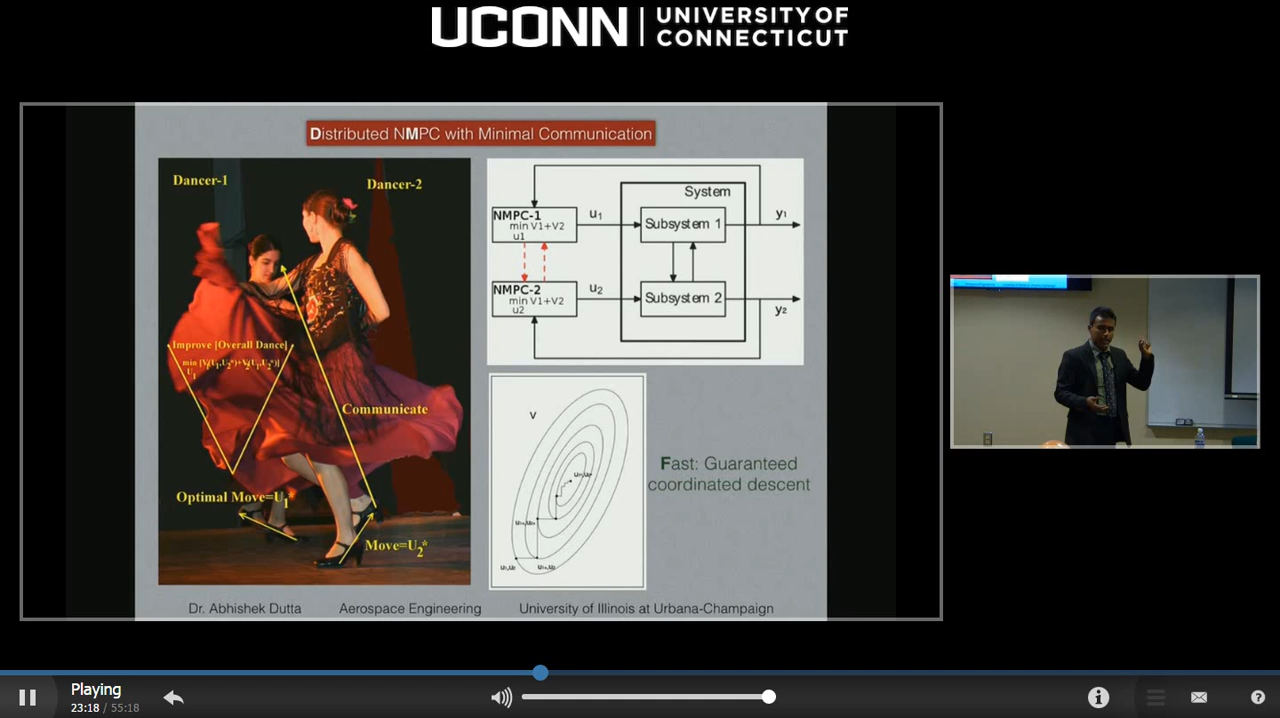 UCONN
UNIVERSITY OF
CONNECTICUT
Distributed NMPC with Minimal Communication
Dancer-1
Dancer-2
Improve [Overall Dance]
min
U1
Communicate
Optimal Move=U1*
Move=U2*
System
NMPC-1
min V1+V2
u1
u1
Subsystem 1
y1
NMPC-2
min V1+V2
u2
u2
Subsystem 2
y2
V
Fast: Guaranteed
coordinated descent
Dr. Abhishek Dutta
Aerospace Engineering
University of Illinois at Urbana-Champaign
Playing
23:18 / 55:18